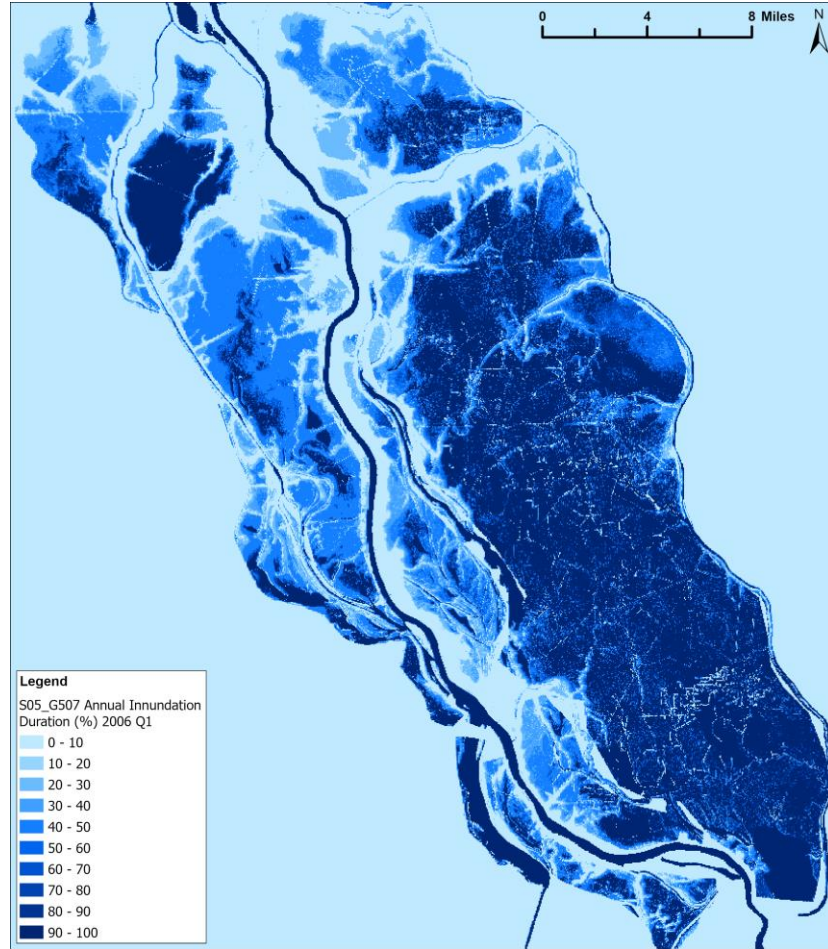 0 4 8 Miles
N
Legend
S05_G507 Annual Innundation
Duration (%) 2006 Q1
0 - 10
10 - 20
20 - 30
30 - 40
40 - 50
50 - 60
60 - 70
70 - 80
80 - 90
90 - 100